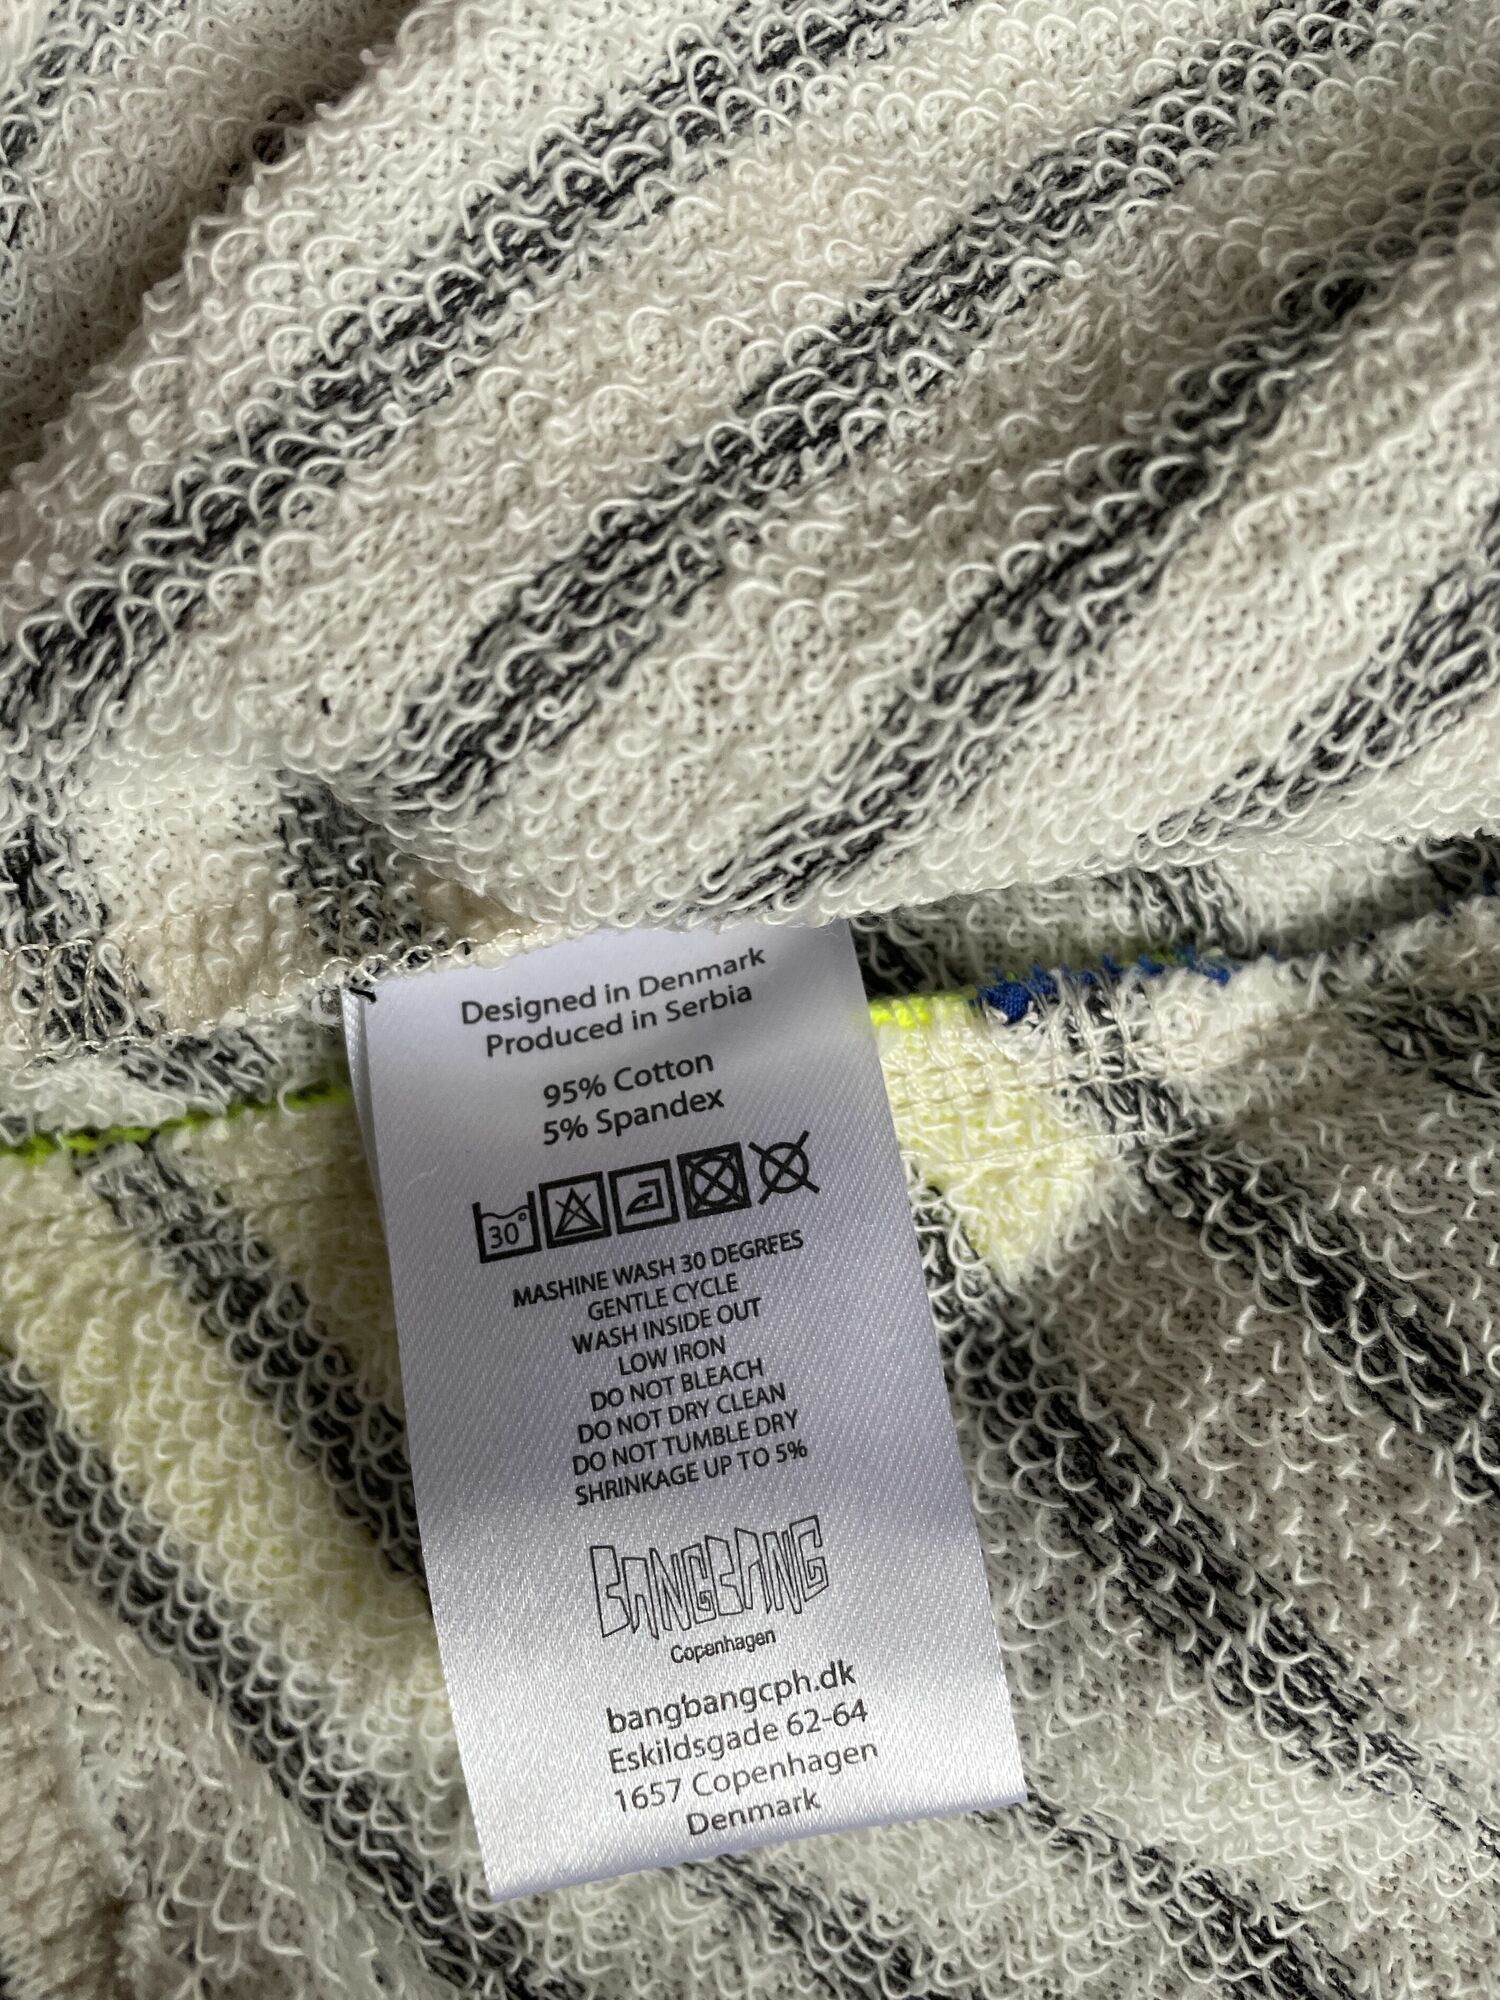 Designed in Denmark
Produced in Serbia
95% Cotton
5% Spandex
30°
MASHINE WASH 30 DEGREES
GENTLE CYCLE
WASH INSIDE OUT
LOW IRON
DO NOT BLEACH
DO NOT DRY CLEAN
DO NOT TUMBLE DRY
SHRINKAGE UP TO 5%
BANGBANG
Copenhagen
bangbangcph.dk
Eskildsgade 62-64
1657 Copenhagen
Denmark